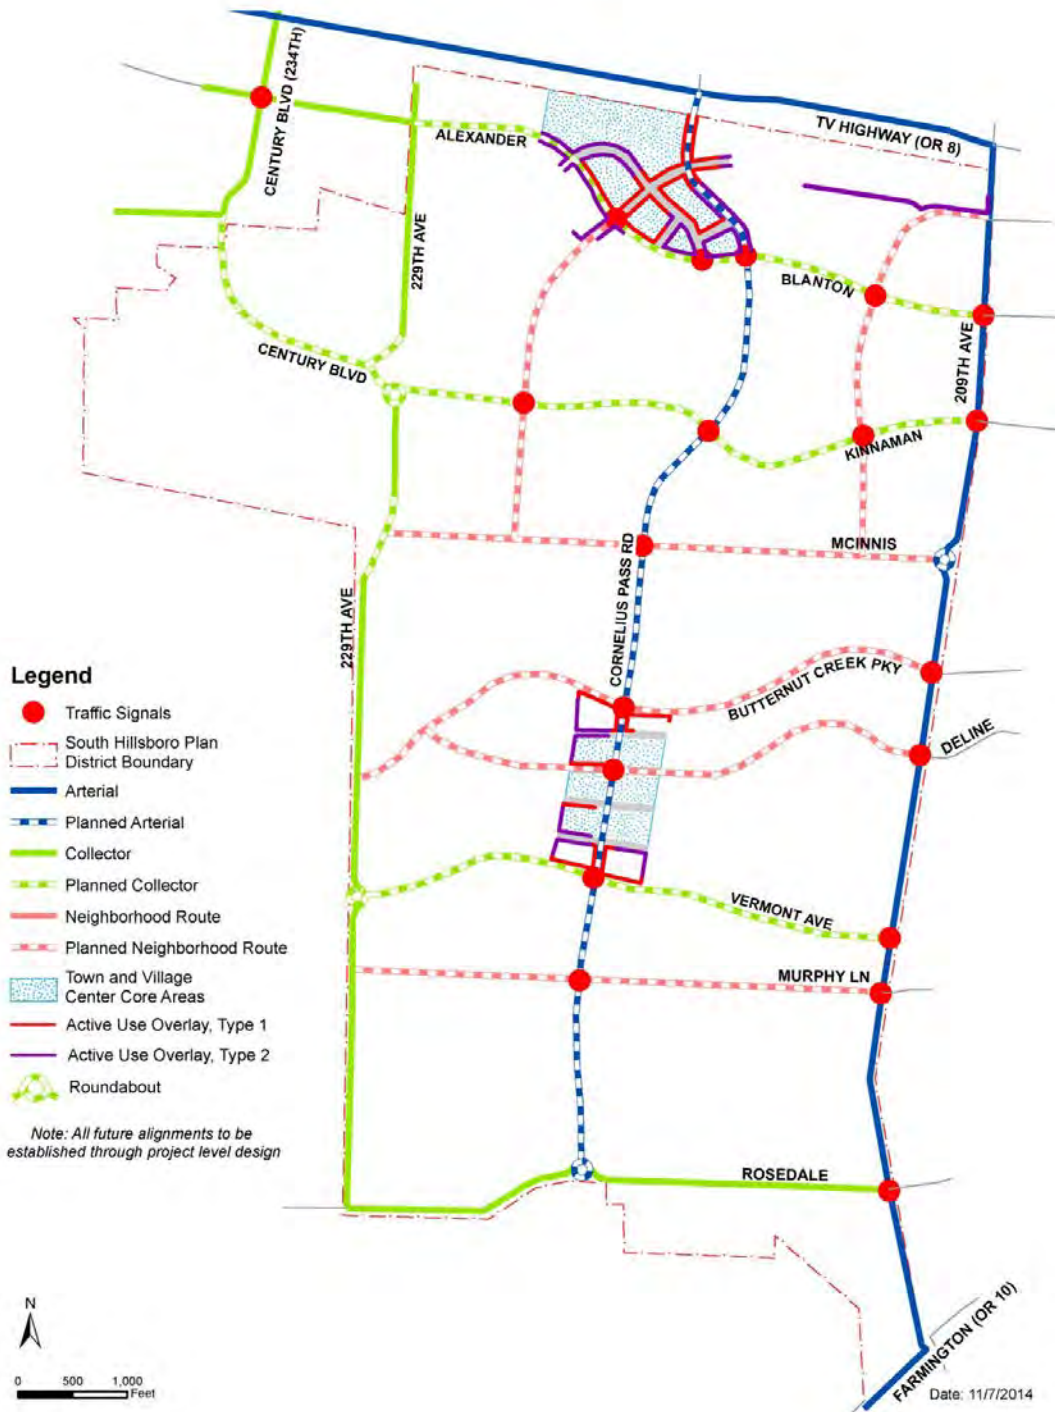 CENTURY BLVD (234TH)
TV HIGHWAY (OR 8)
ALEXANDER
229TH AVE
BLANTON
CENTURY BLVD
209TH AVE
KINNAMAN
MCINNIS
CORNELIUS PASS RD
229TH AVE
BUTTERNUT CREEK PKY
DELINE
VERMONT AVE
MURPHY LN
ROSEDALE
FARMINGTON (OR 10)
Legend
Traffic Signals
South Hillsboro Plan
District Boundary
Arterial
Planned Arterial
Collector
Planned Collector
Neighborhood Route
Planned Neighborhood Route
Town and Village
Center Core Areas
Active Use Overlay, Type 1
Active Use Overlay, Type 2
Roundabout
Note: All future alignments to be
established through project level design
N
0 500 1,000
Feet
Date: 11/7/2014